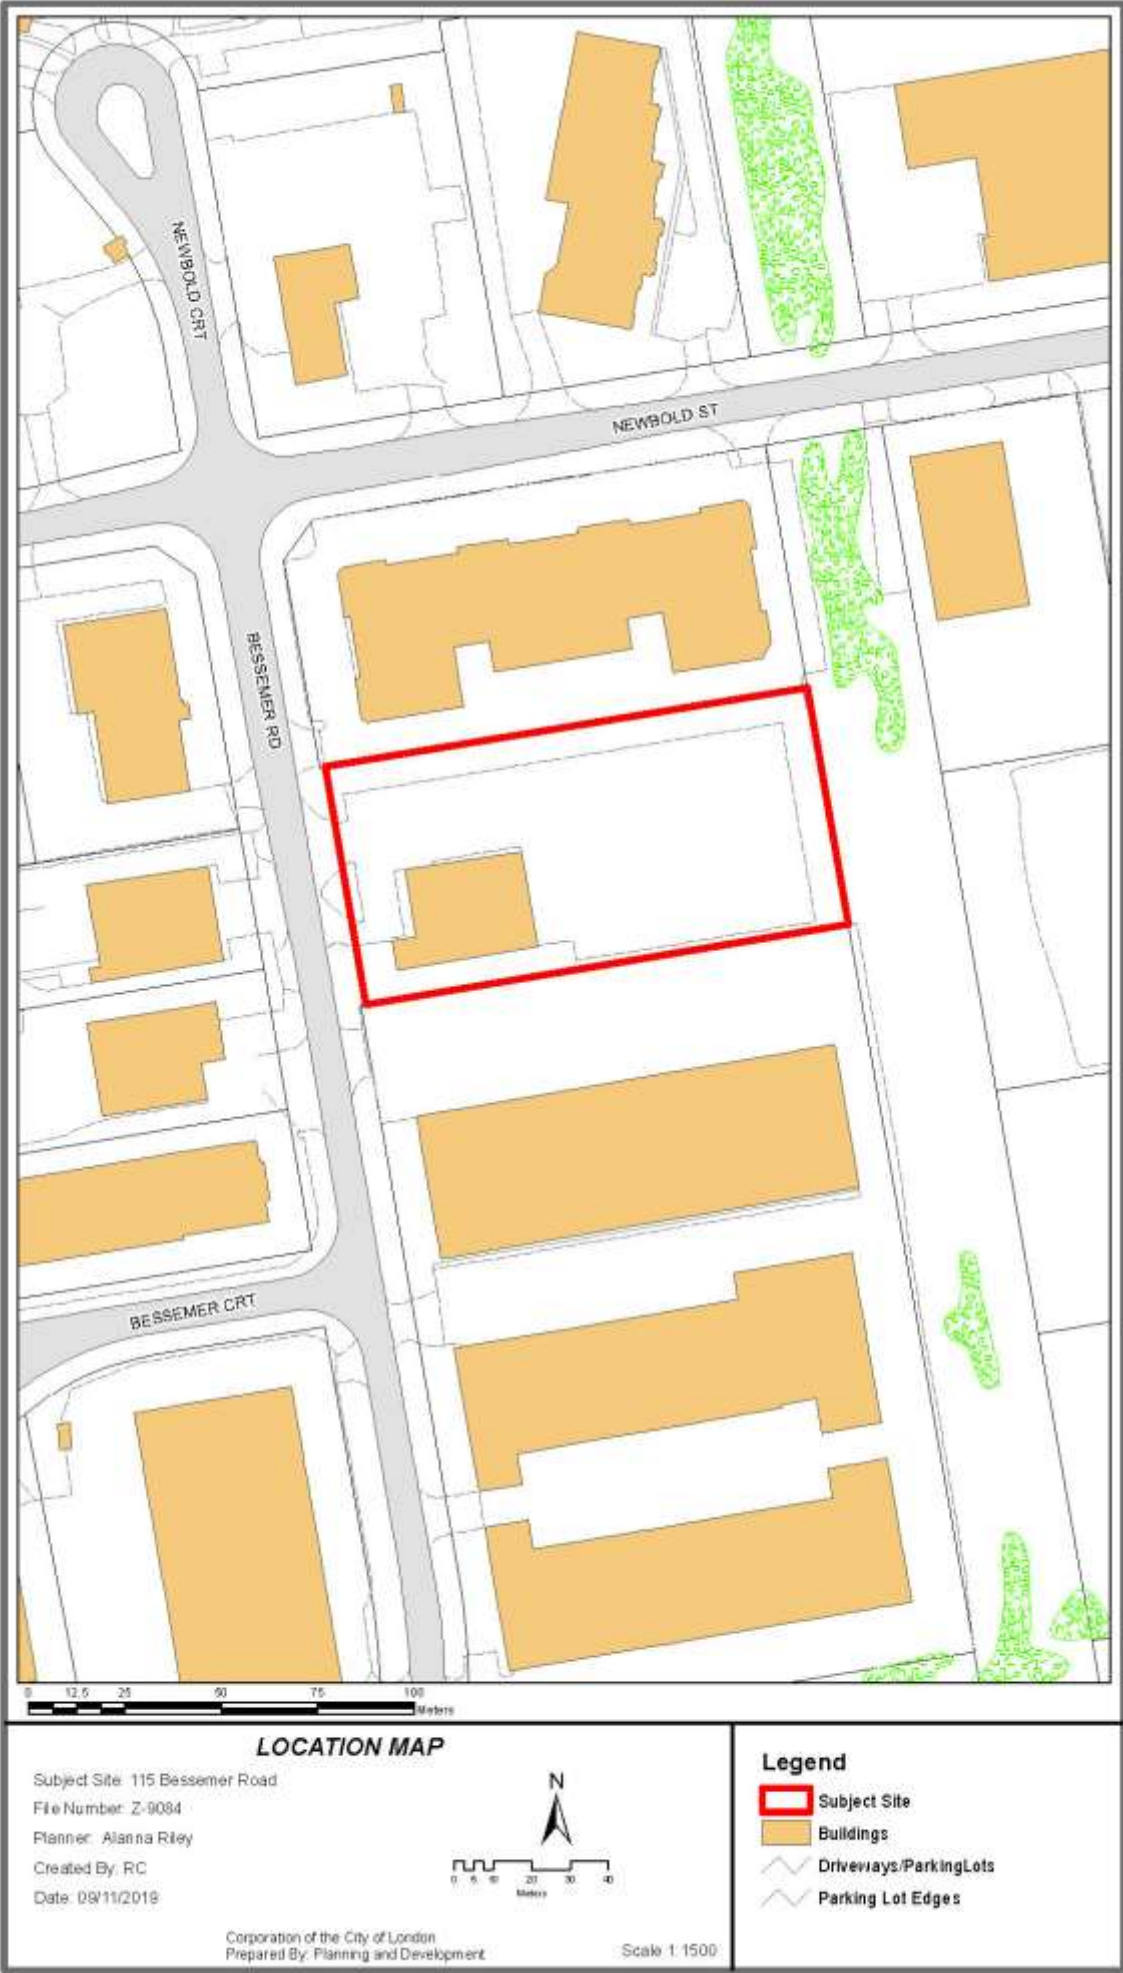 NEWBOLD CRT
NEWBOLD ST
BESSEMER RD
BESSEMER CRT
0 12.5 25 50 75 100
Meters
LOCATION MAP
Subject Site: 115 Bessemer Road
File Number: Z-9084
Planner: Alanna Riley
Created By: RC
Date: 09/11/2019
N
0 5 10 20 30 40
Meters
Corporation of the City of London
Prepared By: Planning and Development
Scale 1:1500
Legend
Subject Site
Buildings
Driveways/ParkingLots
Parking Lot Edges